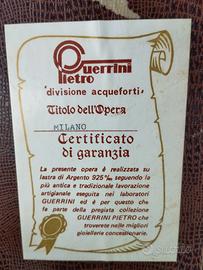 Guerrini
Pietro
"divisione acqueforti"
Titolo dell'Opera
MILANO
Certificato
di garanzia
La presente opera è realizzata su
lastra di Argento 925‰ seguendo la
più antica e tradizionale lavorazione
artigianale eseguita nei laboratori
GUERRINI ed è per questo che
fa parte della pregiata collezione
GUERRINI PIETRO che
troverete nelle migliori
gioiellerie concessionarie.